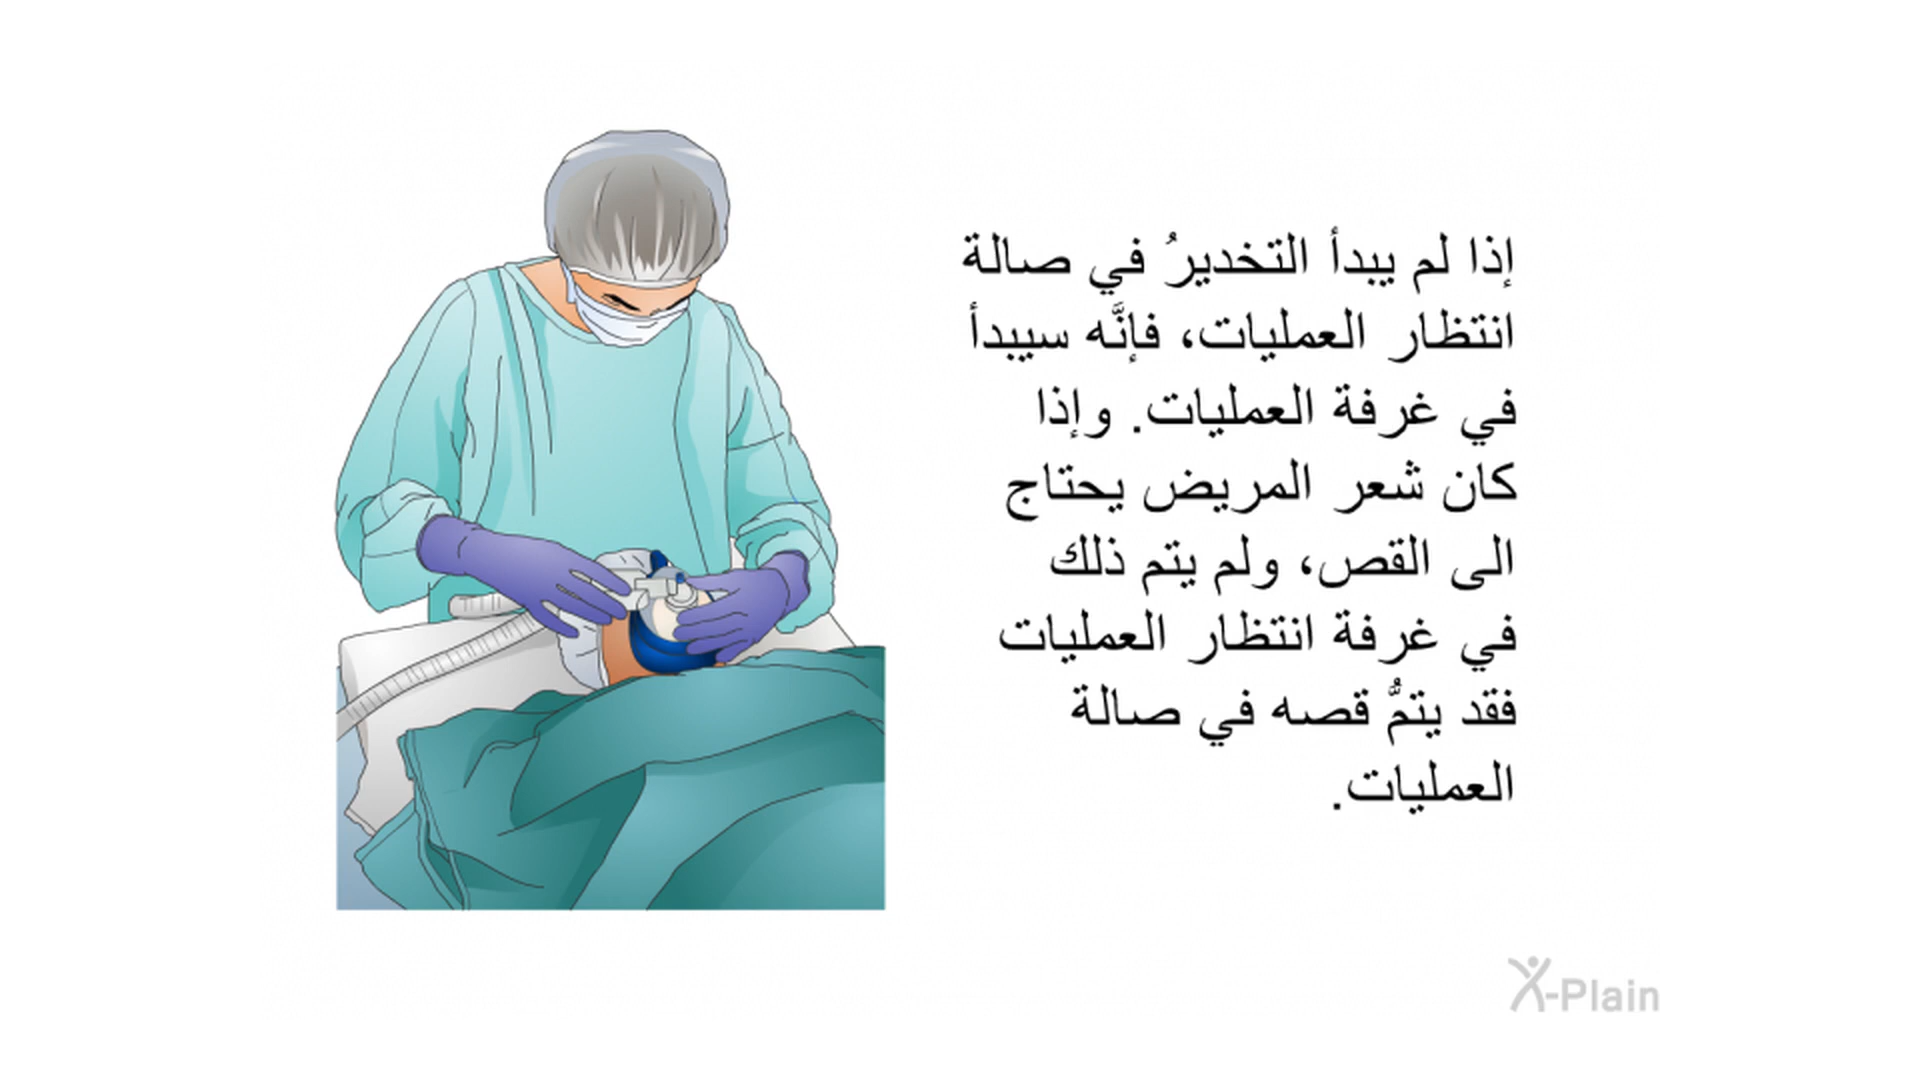 إذا لم يبدأ التخديرُ في صالة
انتظار العمليات، فإنَّه سيبدأ
في غرفة العمليات. وإذا
كان شعر المريض يحتاج
الى القص، ولم يتم ذلك
في غرفة انتظار العمليات
فقد يتمُّ قصه في صالة
العمليات.
X-Plain